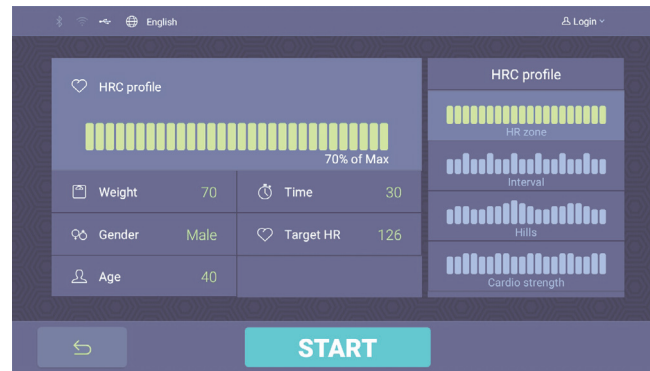 English
Login
HRC profile
70% of Max
Weight 70
Time 30
Gender Male
Target HR 126
Age 40
HRC profile
HR zone
Interval
Hills
Cardio strength
START